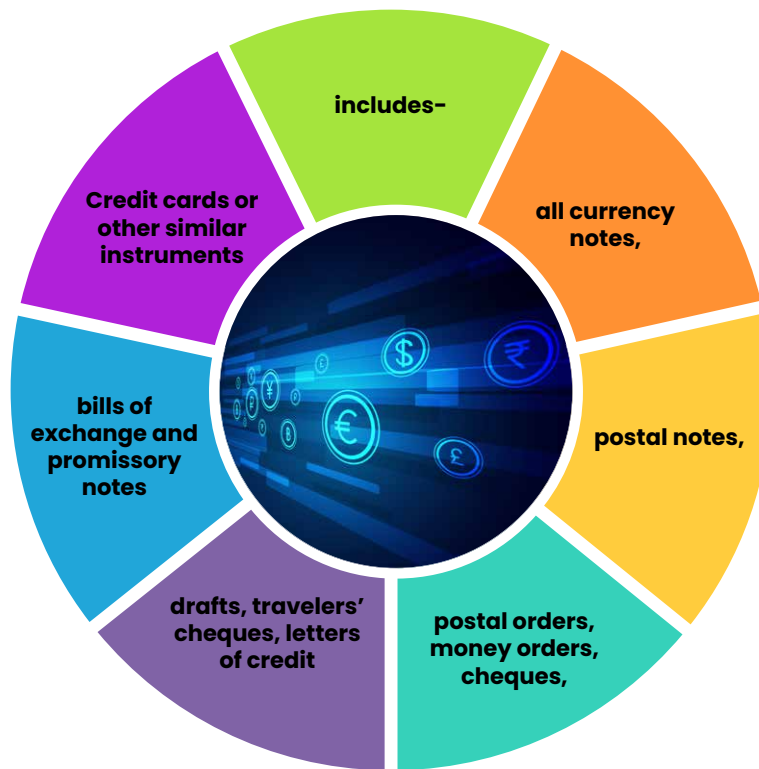 includes-
all currency
notes,
postal notes,
postal orders,
money orders,
cheques,
drafts, travelers’
cheques, letters
of credit
bills of
exchange and
promissory
notes
Credit cards or
other similar
instruments